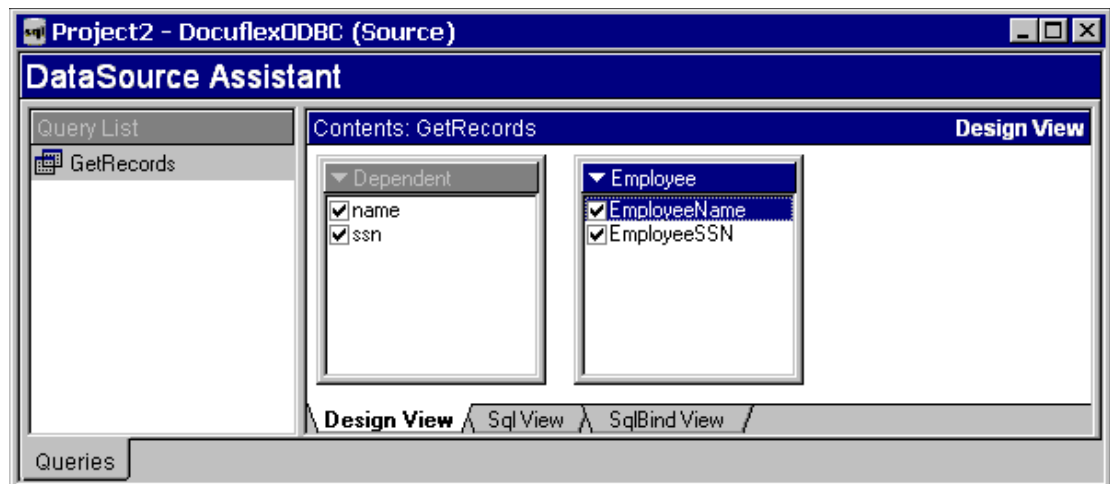 sql Project2 - DocuflexODBC (Source)
DataSource Assistant
Query List
GetRecords
Contents: GetRecords Design View
Dependent
name
ssn
Employee
EmployeeName
EmployeeSSN
Design View Sql View SqlBind View
Queries